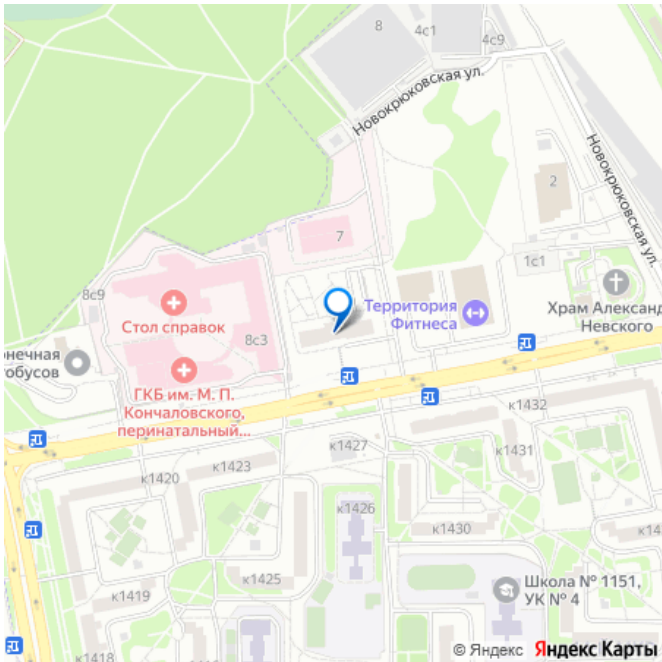 8
4с1
4с9
Новокрюковская ул.
Новокрюковская ул.
2
7
1с1
8с9
Стол справок
8с3
Территория
Фитнеса
Храм Александ
Невского
онечная
тобусов
ГКБ им. М. П.
Кончаловского,
перинатальный...
к1432
к1427
к1423
к1431
к1420
к1426
к1430
к143
к1425
Школа № 1151,
УК № 4
к1419
к1418
© Яндекс Яндекс Карты